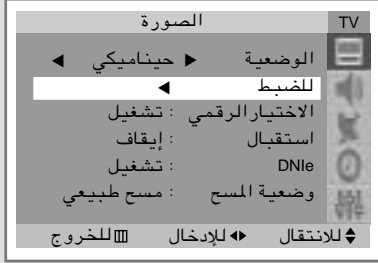 TV الصورة
الوضعية ◀ حيناميكي ▶
للضبط ◀
الاختيار الرقمي : تشغيل
استقبال : إيقاف
DNIe : تشغيل
وضعية المسح : مسح طبيعي
للانتقال للإدخال للخروج